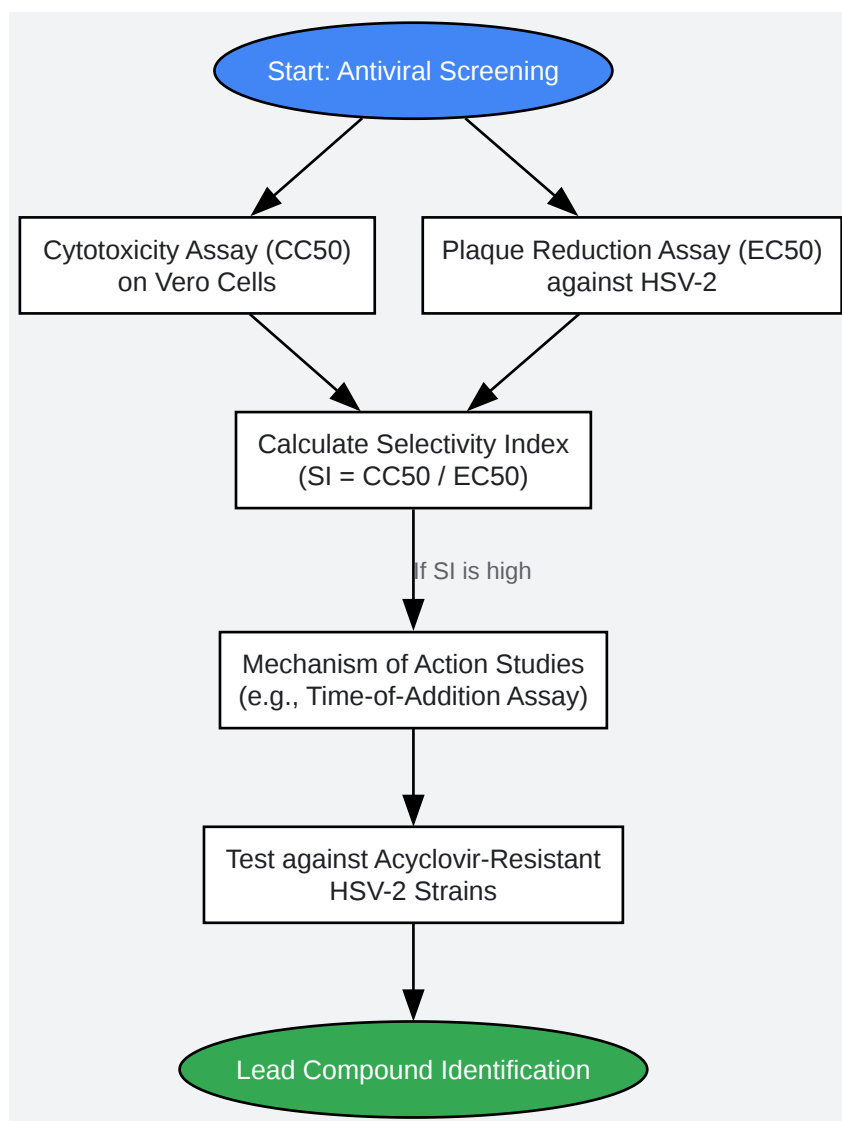 Start: Antiviral Screening
Cytotoxicity Assay (CC50)
on Vero Cells
Plaque Reduction Assay (EC50)
against HSV-2
Calculate Selectivity Index
(SI = CC50 / EC50)
If SI is high
Mechanism of Action Studies
(e.g., Time-of-Addition Assay)
Test against Acyclovir-Resistant
HSV-2 Strains
Lead Compound Identification